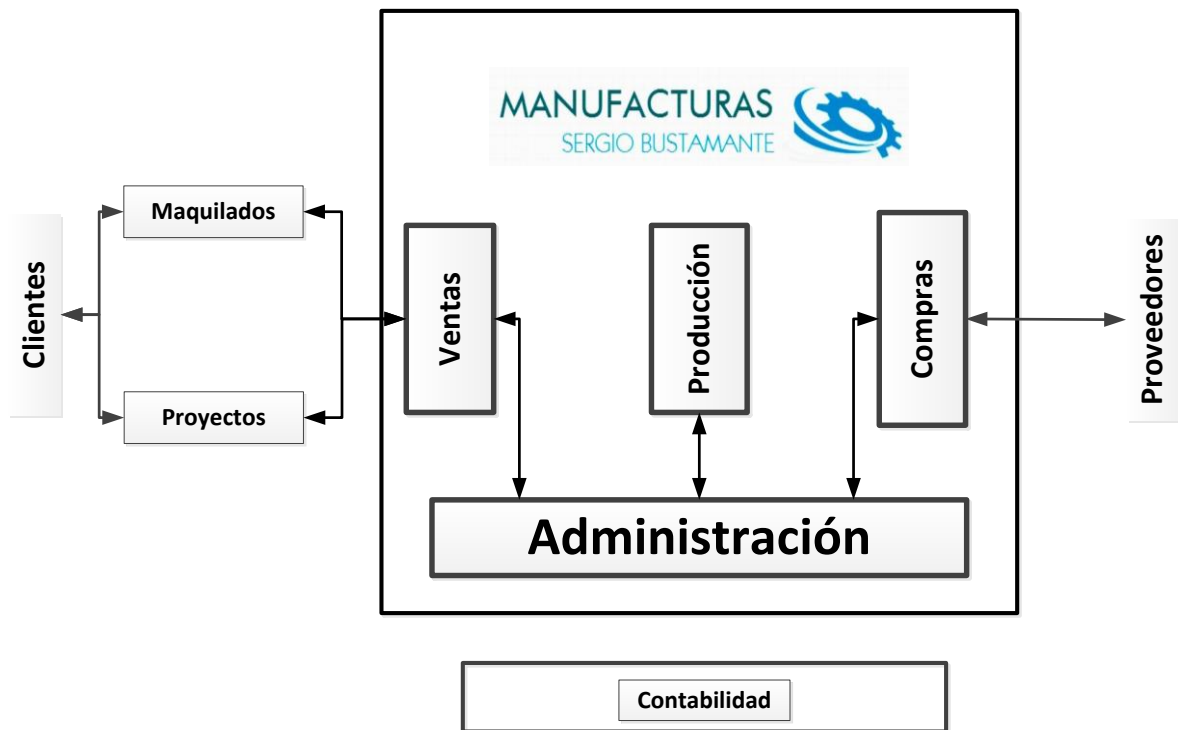 MANUFACTURAS
SERGIO BUSTAMANTE
Clientes
Maquilados
Proyectos
Ventas
Producción
Compras
Proveedores
Administración
Contabilidad